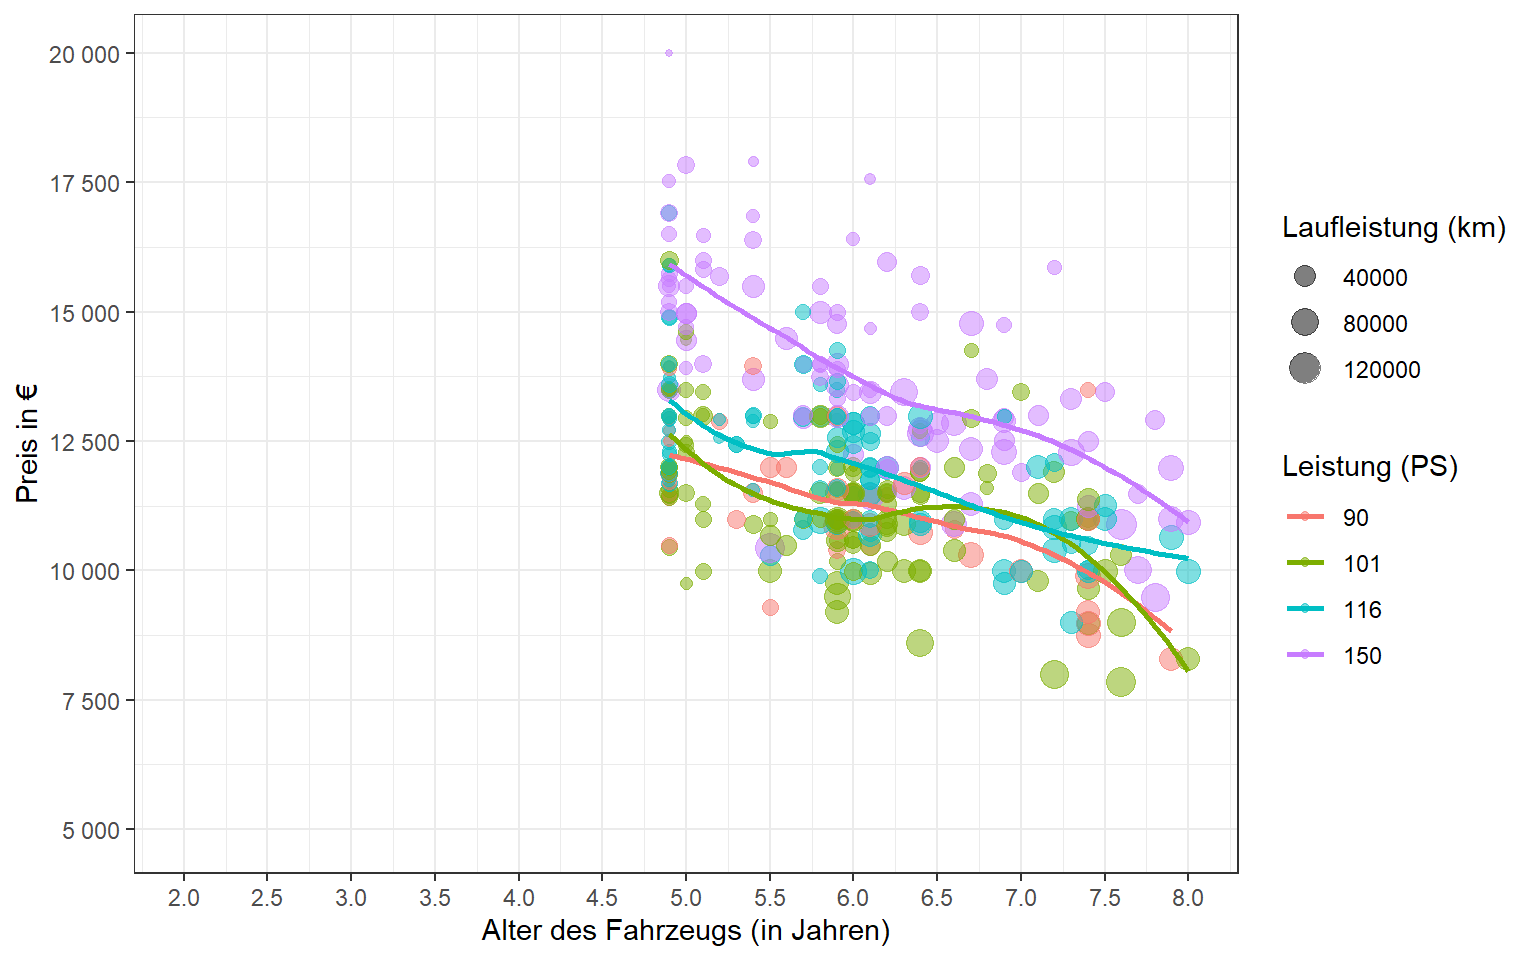 20 000
17 500
15 000
12 500
10 000
7 500
5 000
Preis in €
2.0 2.5 3.0 3.5 4.0 4.5 5.0 5.5 6.0 6.5 7.0 7.5 8.0
Alter des Fahrzeugs (in Jahren)
Laufleistung (km)
40000
80000
120000
Leistung (PS)
90
101
116
150